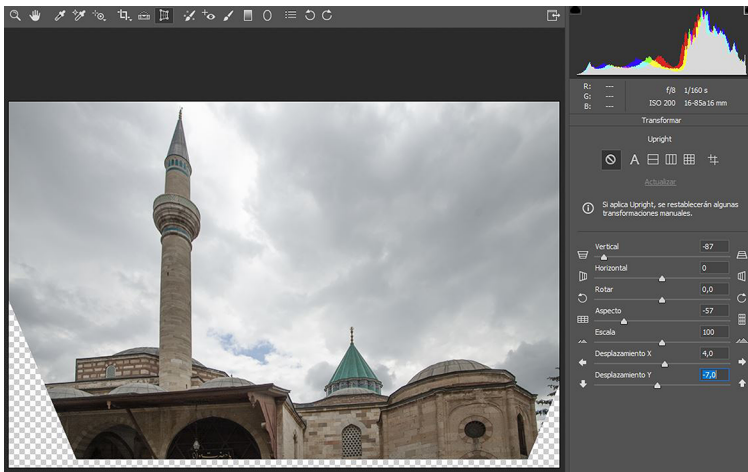 R: ---
G: ---
B: ---
f/8 1/160 s
ISO 200 16-85a16 mm
Transformar
Upright
A
Actualizar
Si aplica Upright, se restablecerán algunas
transformaciones manuales.
Vertical -87
Horizontal 0
Rotar 0,0
Aspecto -57
Escala 100
Desplazamiento X 4,0
Desplazamiento Y -7,0